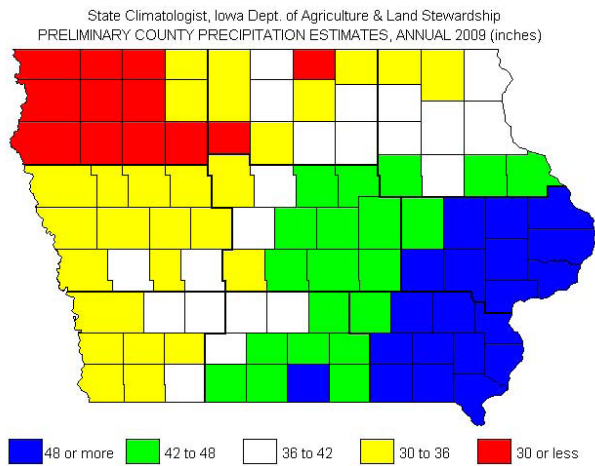 State Climatologist, Iowa Dept. of Agriculture & Land Stewardship
PRELIMINARY COUNTY PRECIPITATION ESTIMATES, ANNUAL 2009 (inches)
48 or more 42 to 48 36 to 42 30 to 36 30 or less